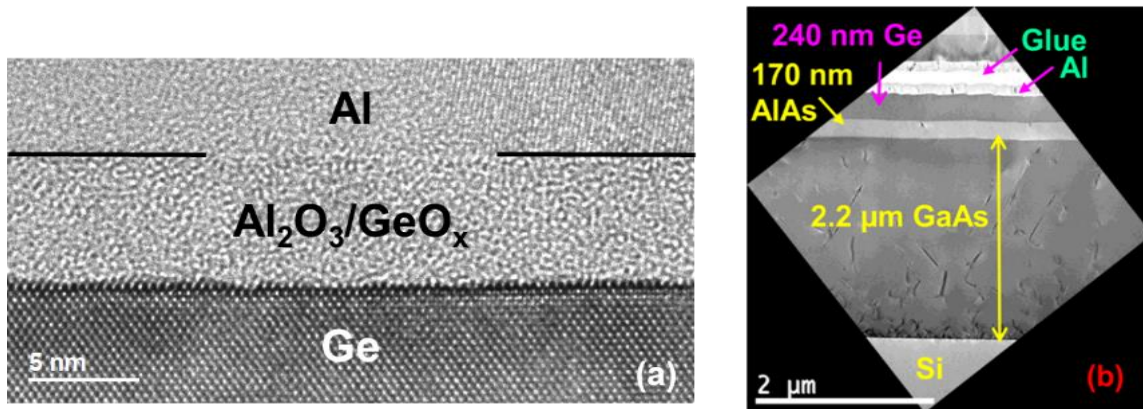 Al
Al₂O₃/GeOₓ
Ge
5 nm
(a)
240 nm Ge
Glue
Al
170 nm
AlAs
2.2 µm GaAs
Si
2 µm
(b)